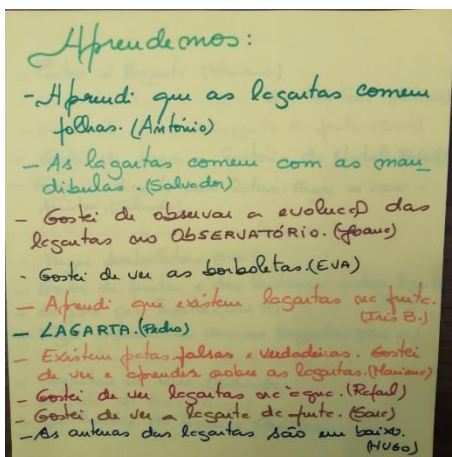 Aprendemos:
- Aprendi que as lagartas comem
folhas. (António)
- As lagartas comem com as man_
dibulas. (Salvador)
- Gostei de observar a evolução das
lagartas no OBSERVATÓRIO. (Joana)
- Gostei de ver as borboletas. (EVA)
- Aprendi que existem lagartas na fruta.
(Iris B.)
- LAGARTA. (Pedro)
- Existem patas falsas e verdadeiras. Gostei
de ver e aprender sobre as lagartas. (Mariana)
- Gostei de ver lagartas na água. (Rafael)
- Gostei de ver a lagarta da fruta. (Sara)
- As antenas das lagartas são em baixo.
(HUGO)